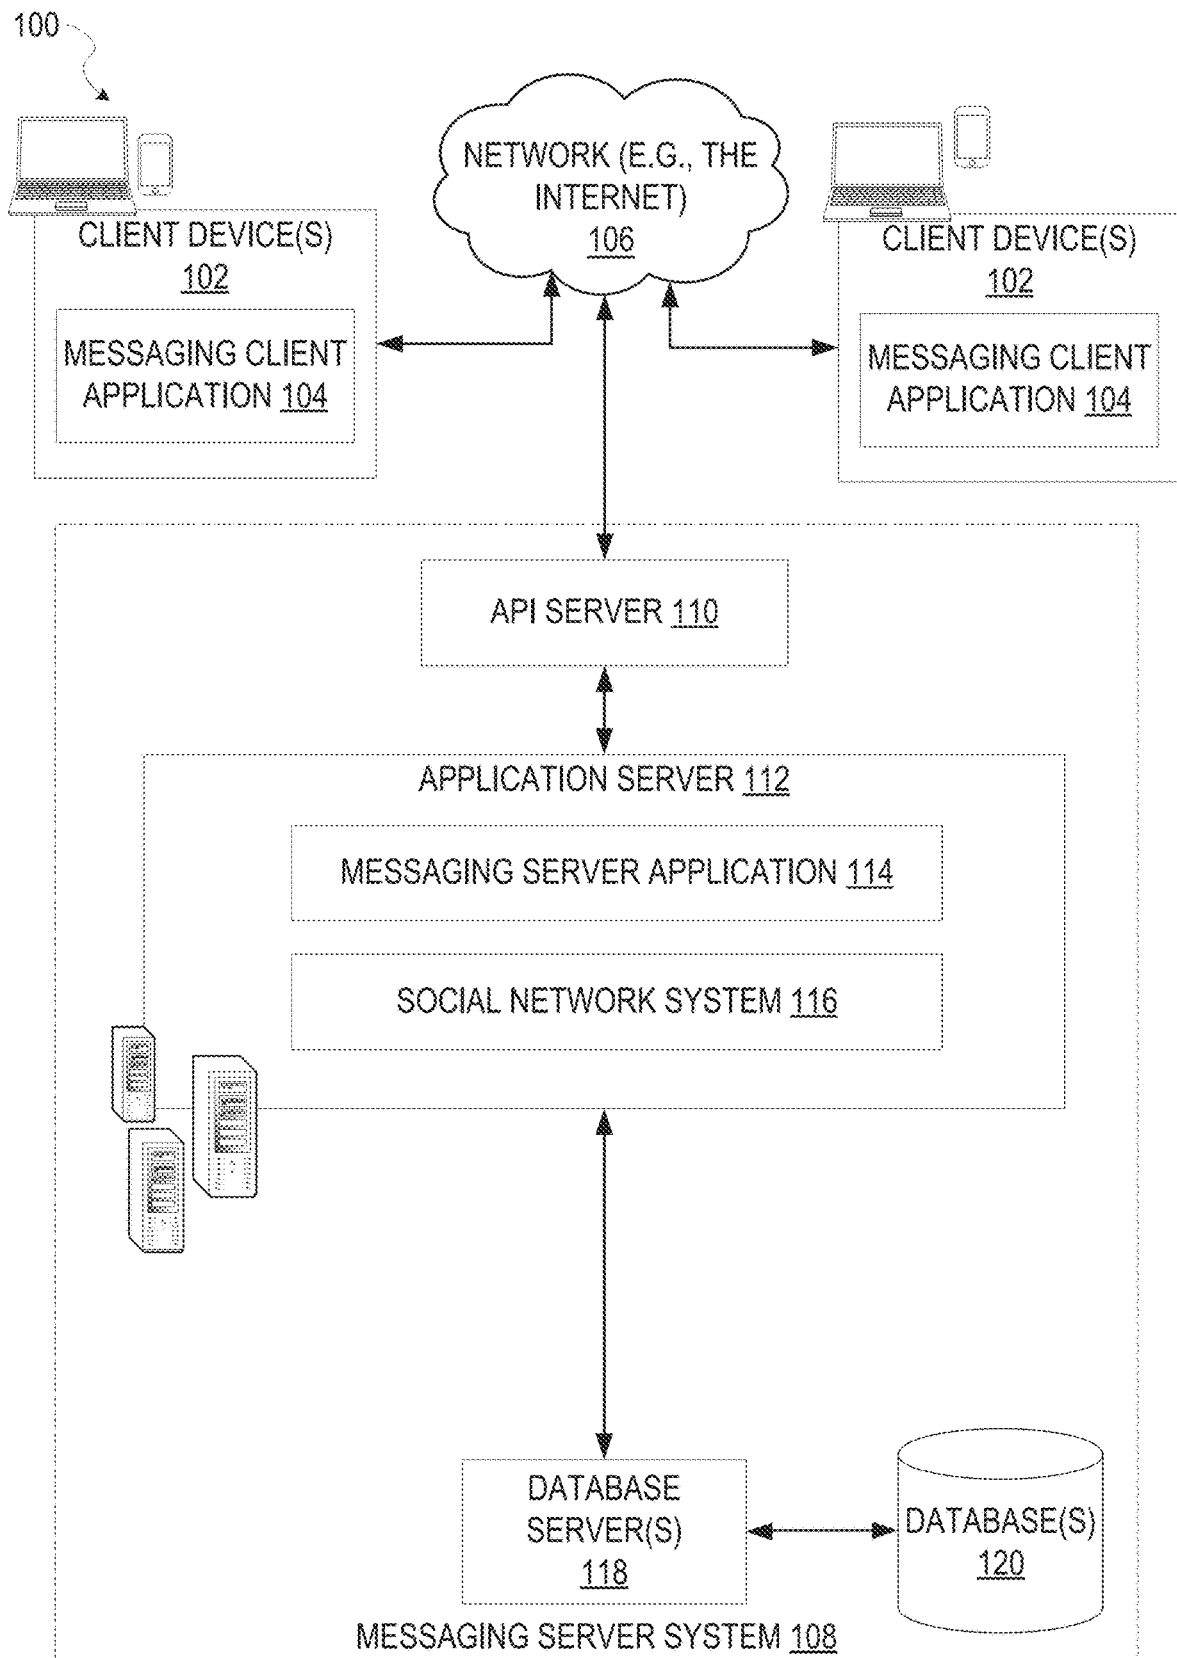 100
NETWORK (E.G., THE
INTERNET)
106
CLIENT DEVICE(S)
102
MESSAGING CLIENT
APPLICATION 104
CLIENT DEVICE(S)
102
MESSAGING CLIENT
APPLICATION 104
API SERVER 110
APPLICATION SERVER 112
MESSAGING SERVER APPLICATION 114
SOCIAL NETWORK SYSTEM 116
DATABASE
SERVER(S)
118
DATABASE(S)
120
MESSAGING SERVER SYSTEM 108